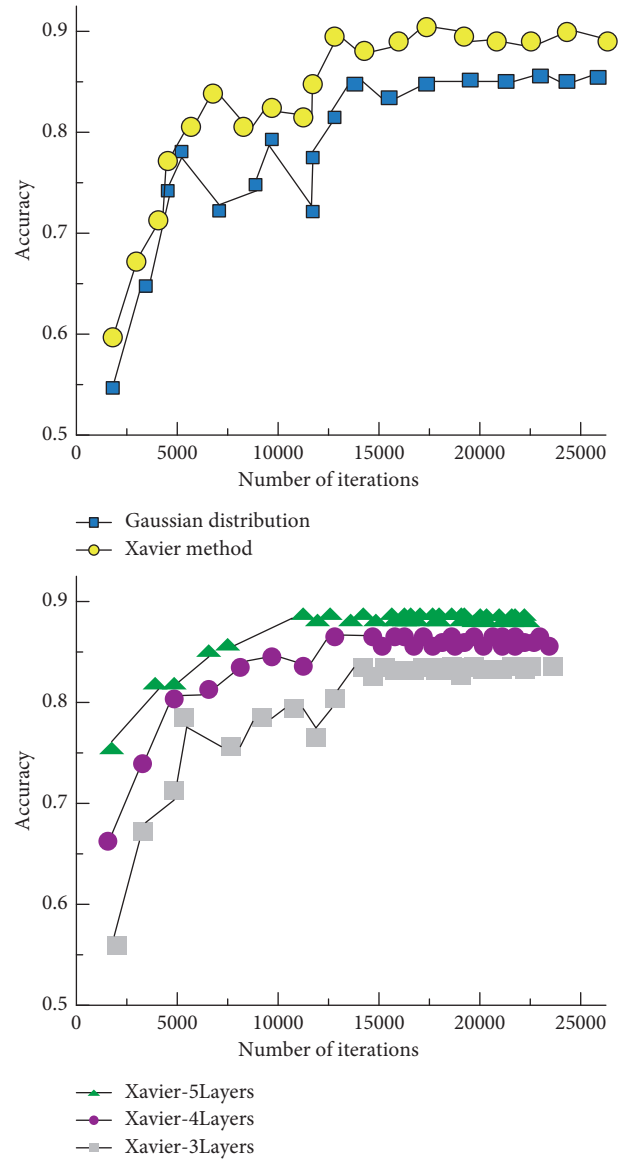 0.9
0.8
0.7
0.6
0.5
Accuracy
0 5000 10000 15000 20000 25000
Number of iterations
Gaussian distribution
Xavier method
0.9
0.8
0.7
0.6
0.5
Accuracy
0 5000 10000 15000 20000 25000
Number of iterations
Xavier-5Layers
Xavier-4Layers
Xavier-3Layers